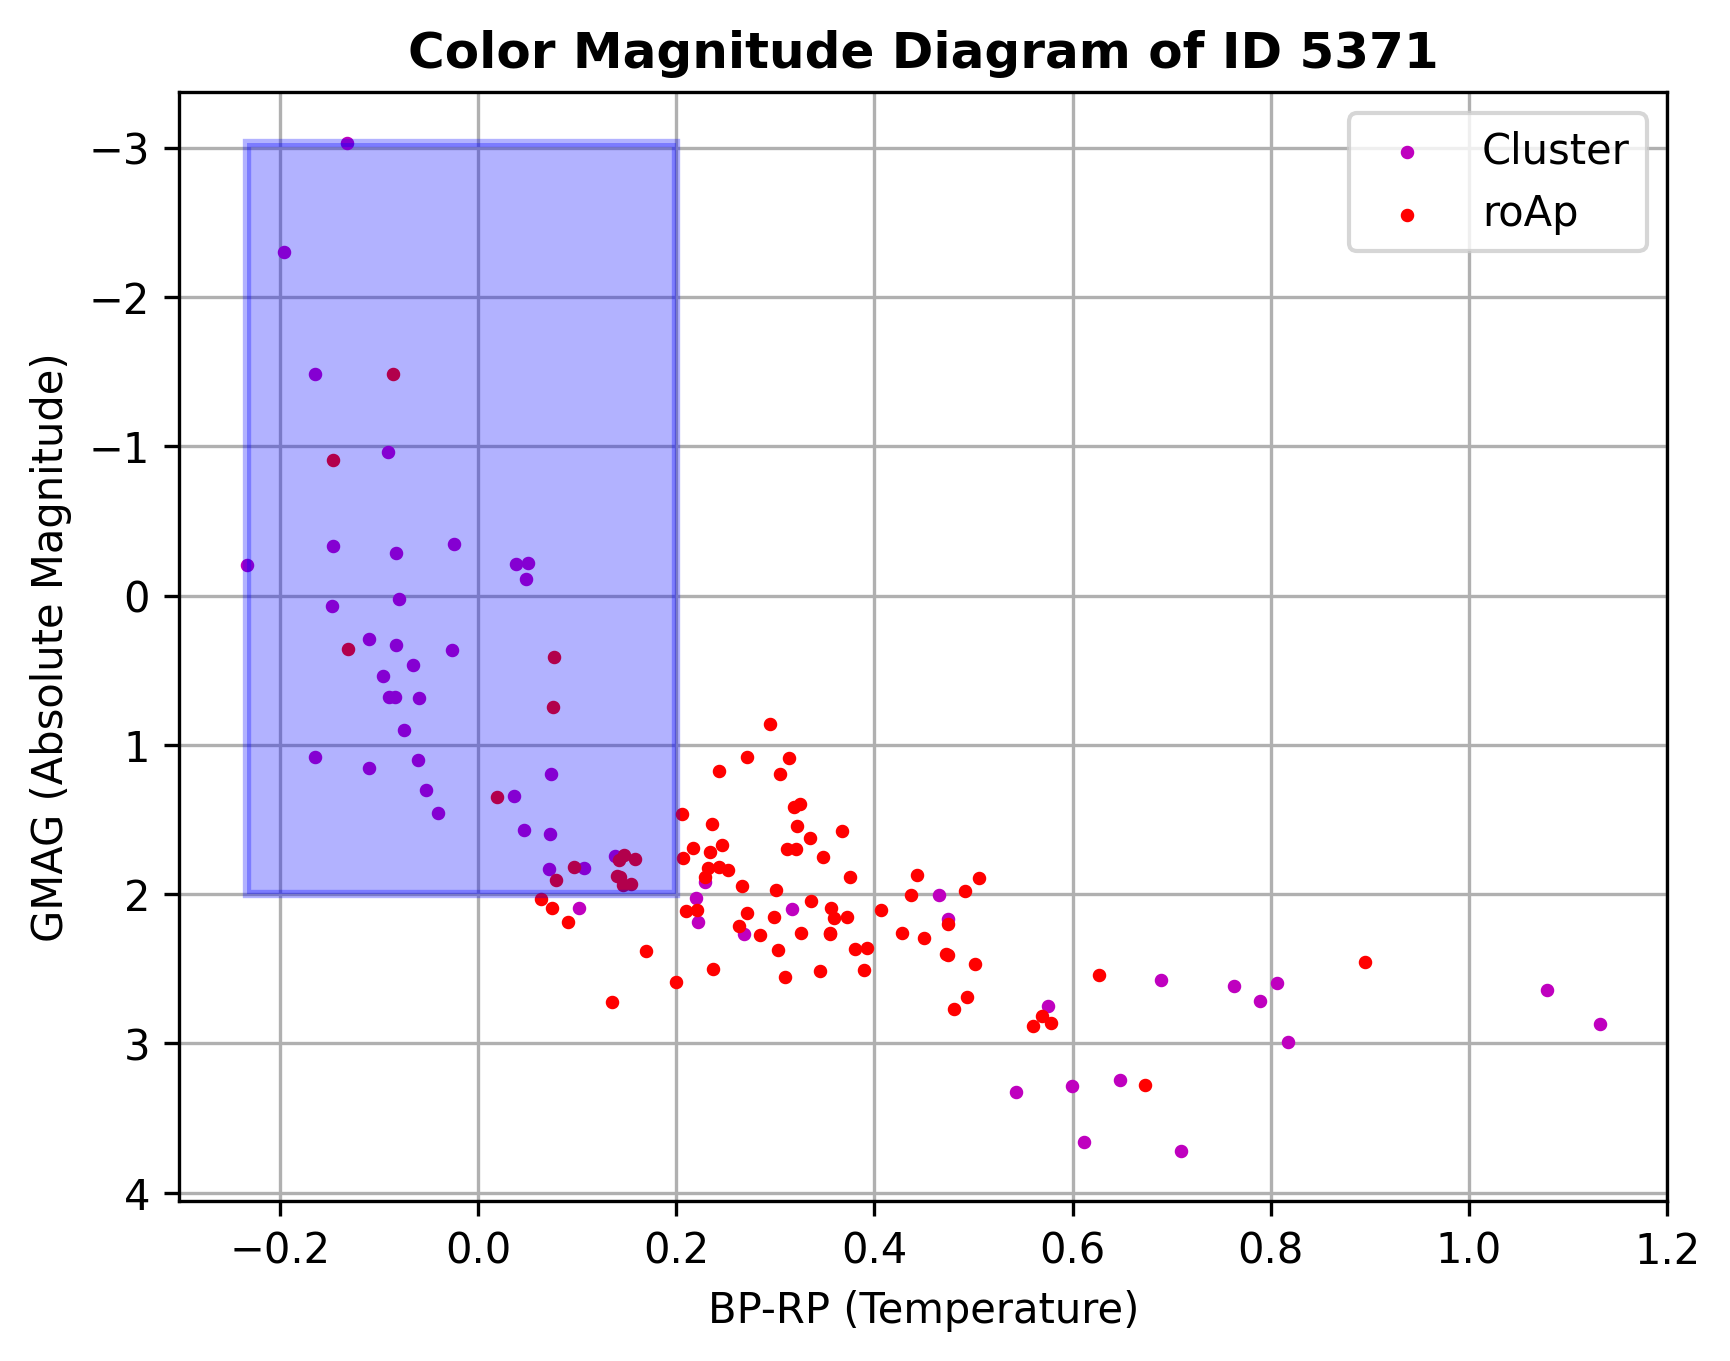 Color Magnitude Diagram of ID 5371
Cluster
roAp
GMAG (Absolute Magnitude)
−3
−2
−1
0
1
2
3
4
−0.2 0.0 0.2 0.4 0.6 0.8 1.0 1.2
BP-RP (Temperature)